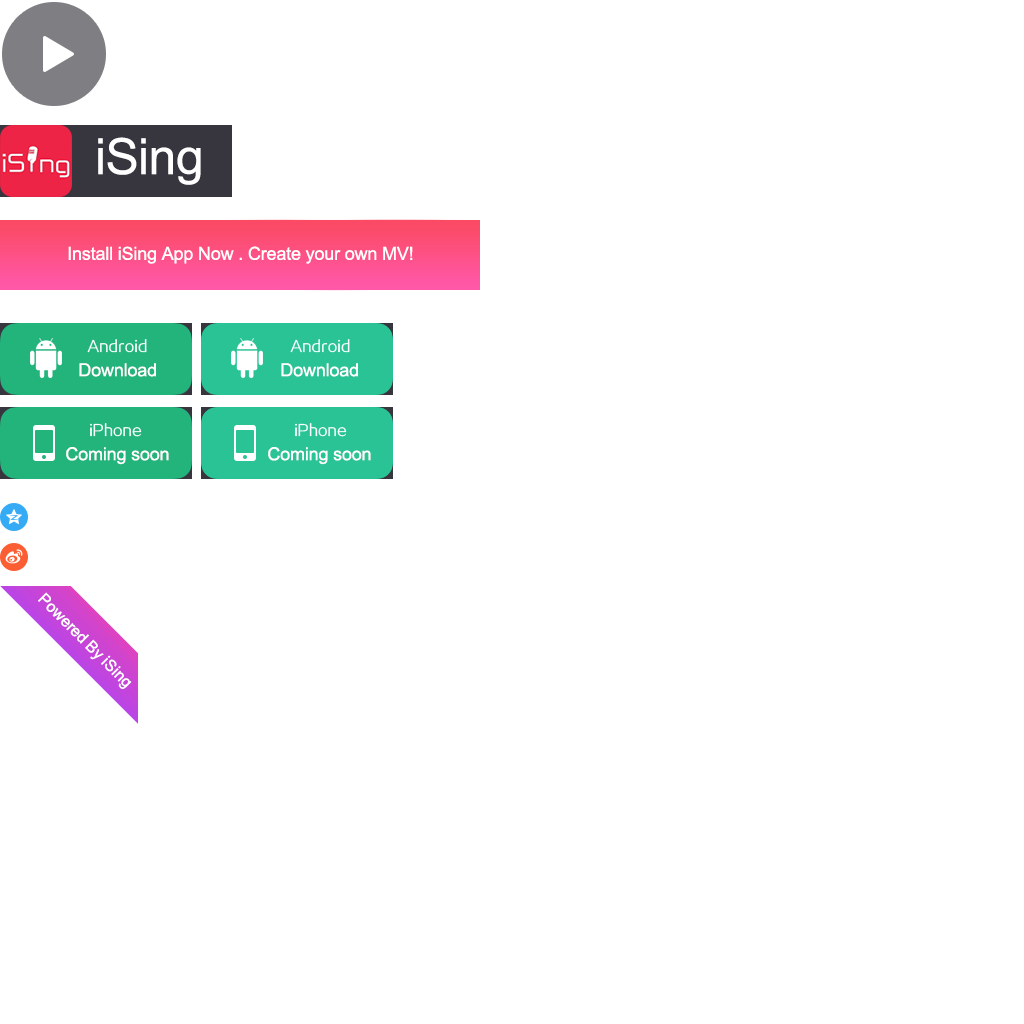 iSing
iSing
Install iSing App Now . Create your own MV!
Android
Download
Android
Download
iPhone
Coming soon
iPhone
Coming soon
Powered By iSing